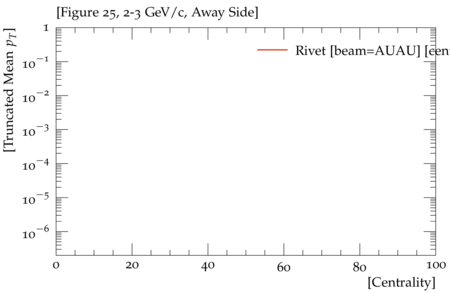 [Figure 25, 2-3 GeV/c, Away Side]
[Truncated Mean p_T]
1
10^−1
10^−2
10^−3
10^−4
10^−5
10^−6
Rivet [beam=AUAU] [cen
0 20 40 60 80 100
[Centrality]